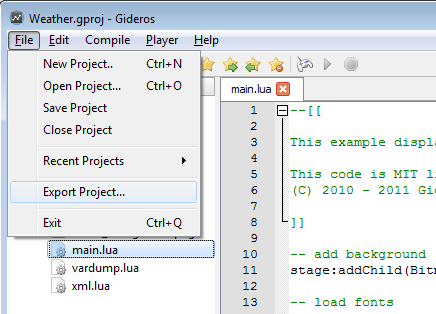 Weather.gproj - Gideros
File Edit Compile Player Help
New Project.. Ctrl+N
Open Project... Ctrl+O
Save Project
Close Project
Recent Projects
Export Project...
Exit Ctrl+Q
main.lua
vardump.lua
xml.lua
main.lua
1 --[[
2
3 This example displa
4
5 This code is MIT li
6 (C) 2010 - 2011 Gid
7
8 ]]
9
10 -- add background
11 stage:addChild(Bitm
12
13 -- load fonts